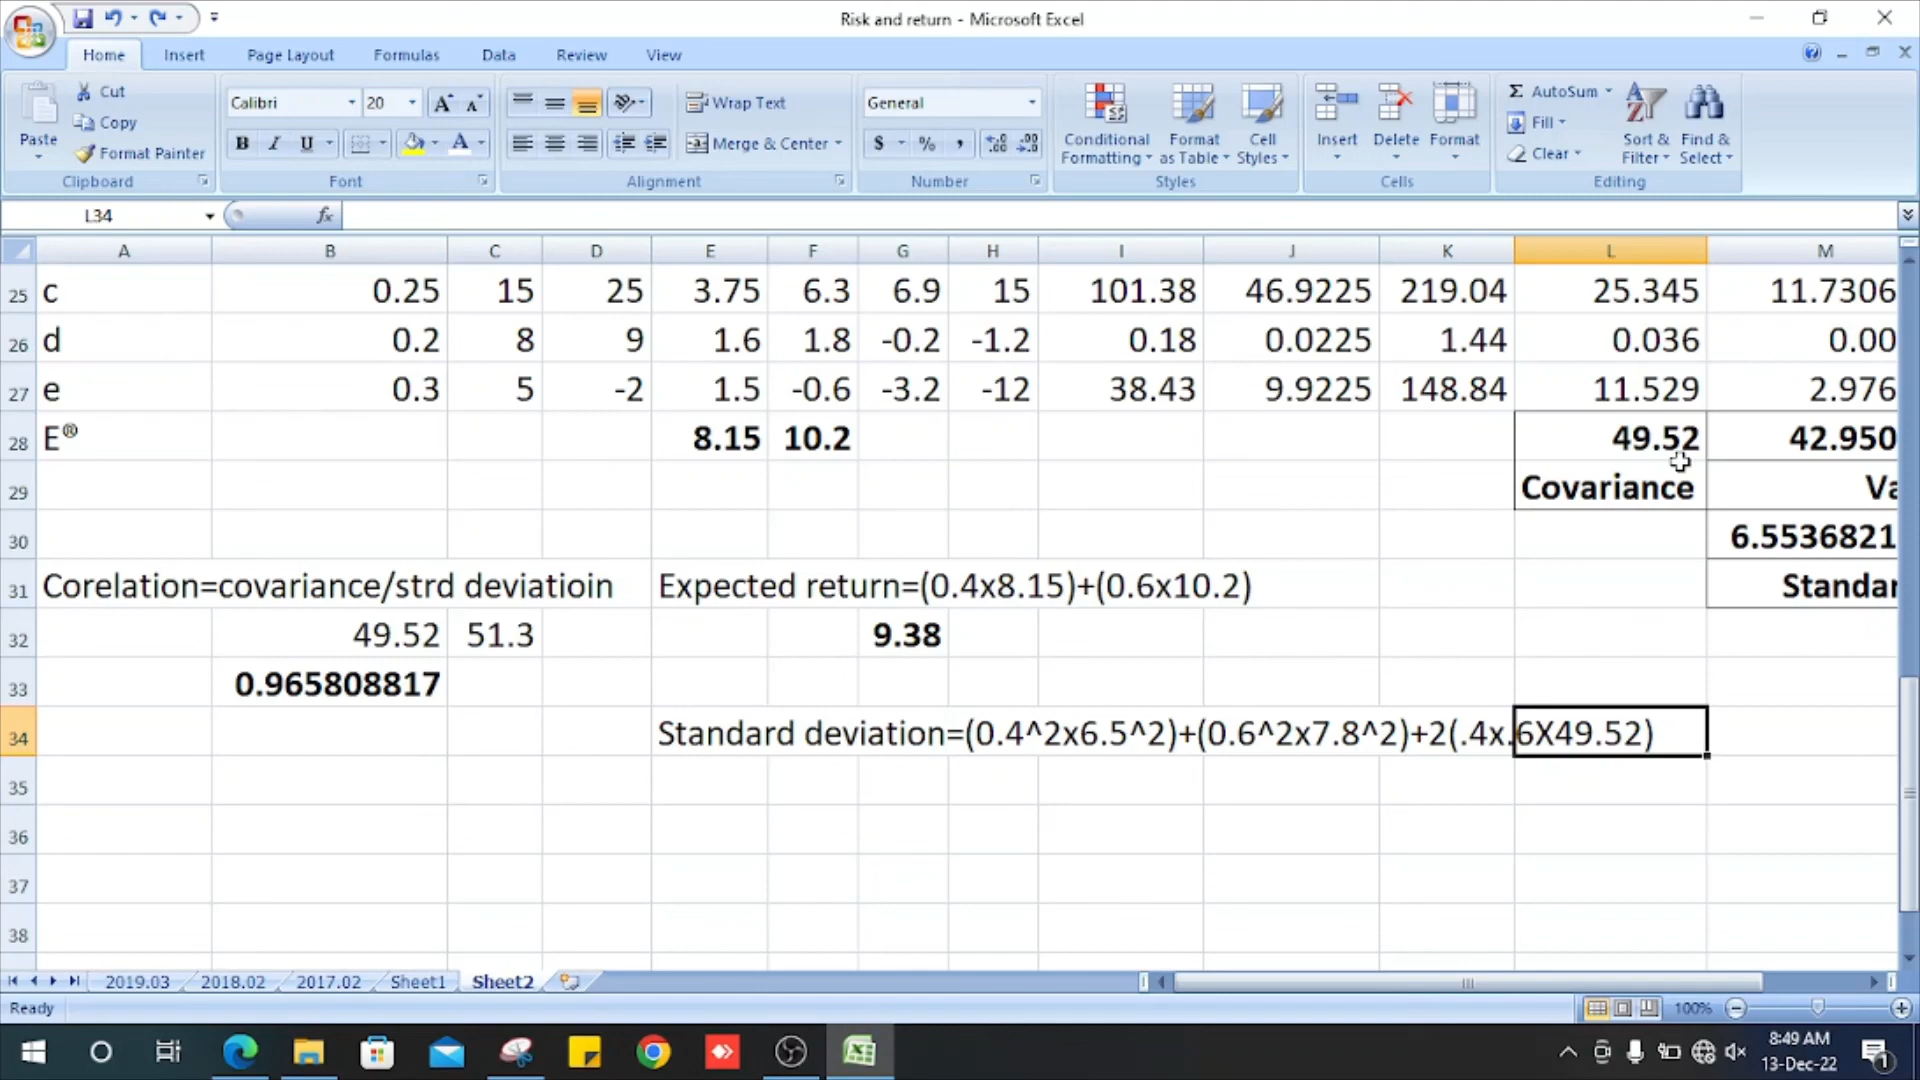 Risk and return - Microsoft Excel
Home Insert Page Layout Formulas Data Review View
Paste Cut Copy Format Painter
Clipboard
Calibri 20
B I U
Font
Wrap Text
Merge & Center
Alignment
General
$ % ,
Number
Conditional Formatting Format as Table Cell Styles
Styles
Insert Delete Format
Cells
Σ AutoSum
Fill
Clear
Sort & Filter Find & Select
Editing
L34 fx
A B C D E F G H I J K L M
25 c 0.25 15 25 3.75 6.3 6.9 15 101.38 46.9225 219.04 25.345 11.7306
26 d 0.2 8 9 1.6 1.8 -0.2 -1.2 0.18 0.0225 1.44 0.036 0.00
27 e 0.3 5 -2 1.5 -0.6 -3.2 -12 38.43 9.9225 148.84 11.529 2.976
28 E® 8.15 10.2 49.52 42.950
29 Covariance Va
30 6.5536821
31 Corelation=covariance/strd deviatioin Expected return=(0.4x8.15)+(0.6x10.2) Standar
32 49.52 51.3 9.38
33 0.965808817
34 Standard deviation=(0.4^2x6.5^2)+(0.6^2x7.8^2)+2(.4x.6X49.52)
35
36
37
38
2019.03 2018.02 2017.02 Sheet1 Sheet2
Ready 100%
8:49 AM
13-Dec-22
1